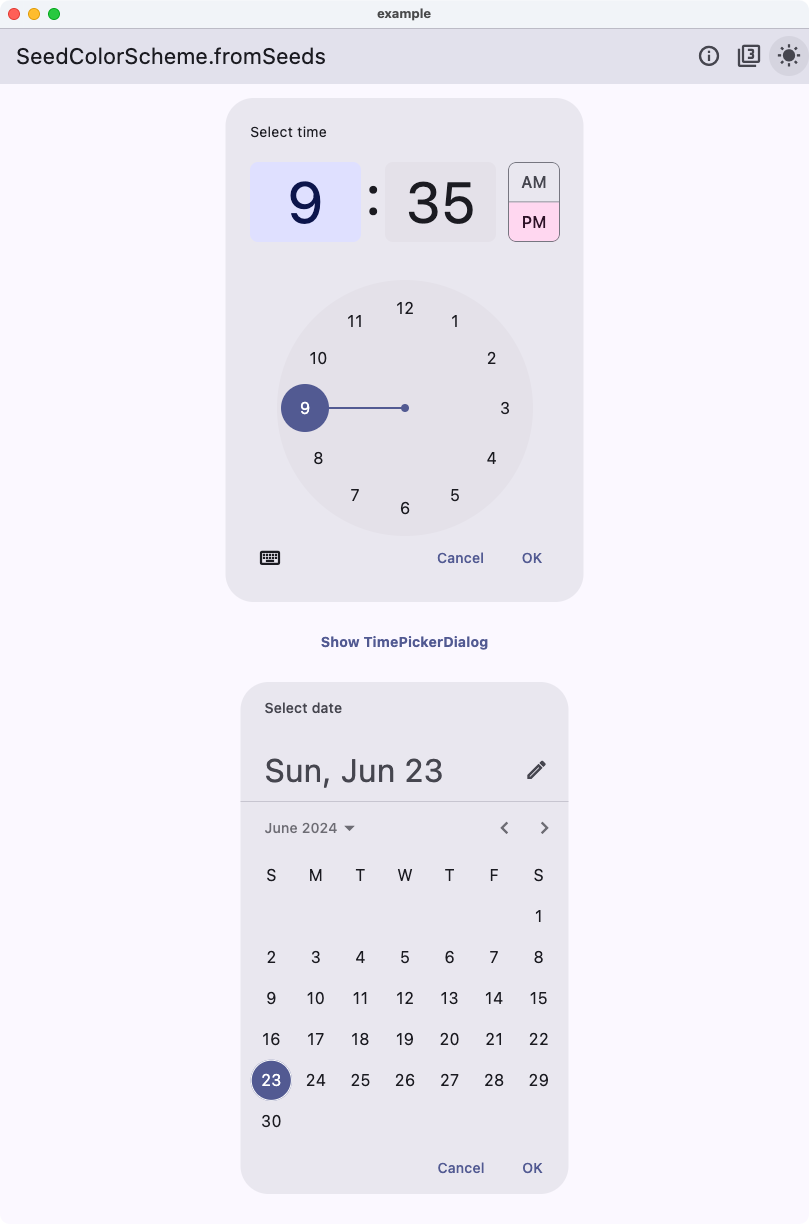 example
SeedColorScheme.fromSeeds
3
Select time
9 : 35
AM
PM
12
11 1
10 2
9 3
8 4
7 5
6
Cancel OK
Show TimePickerDialog
Select date
Sun, Jun 23
June 2024
S M T W T F S
1
2 3 4 5 6 7 8
9 10 11 12 13 14 15
16 17 18 19 20 21 22
23 24 25 26 27 28 29
30
Cancel OK